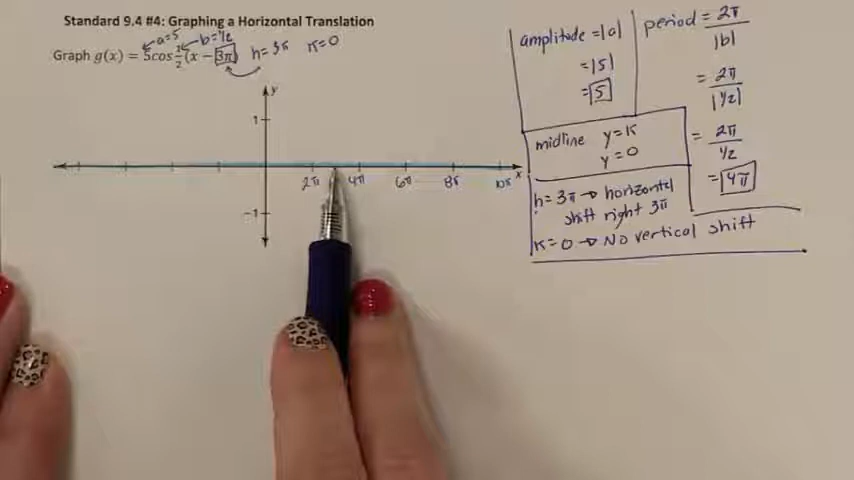 Standard 9.4 #4: Graphing a Horizontal Translation
a=5 b=1/2 h=3π K=0
Graph g(x) = 5cos 1/2 (x − 3π)
y
1
x
2π 4π 6π 8π 10π
−1
amplitude = |a|
= |5|
= 5
period = 2π/|b|
= 2π/|1/2|
= 2π/1/2
= 4π
midline y=K
y=0
h=3π → horizontal
shift right 3π
K=0 → No vertical shift